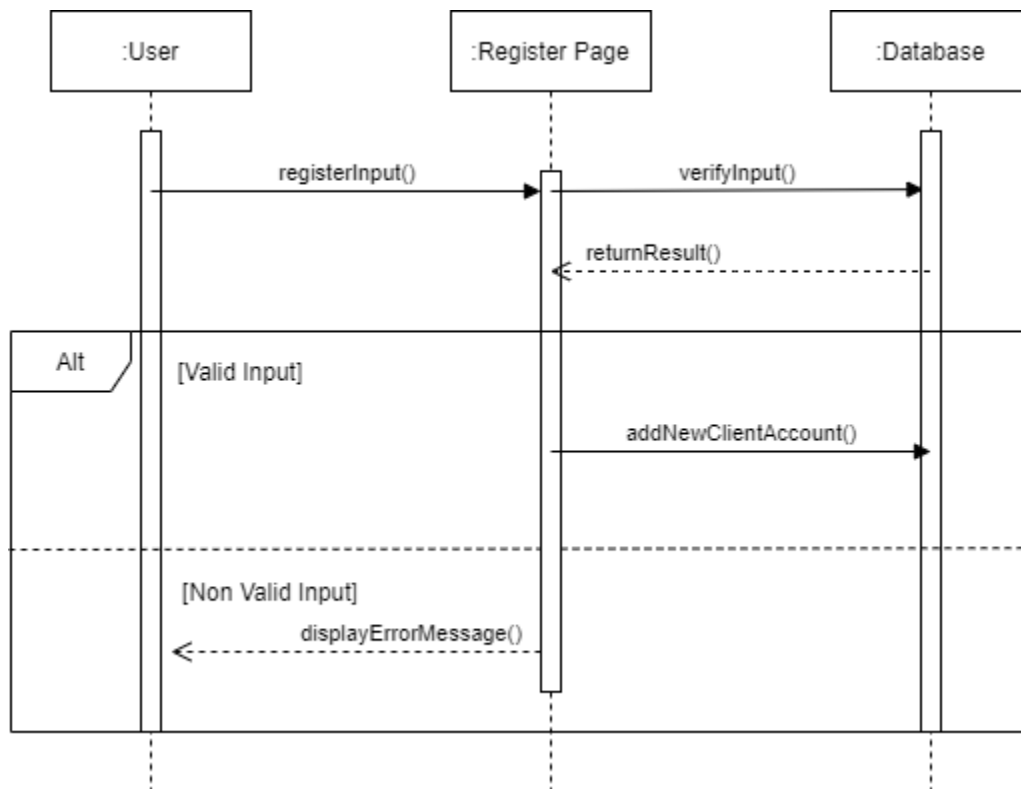 :User
:Register Page
:Database
registerInput()
verifyInput()
returnResult()
Alt
[Valid Input]
addNewClientAccount()
[Non Valid Input]
displayErrorMessage()